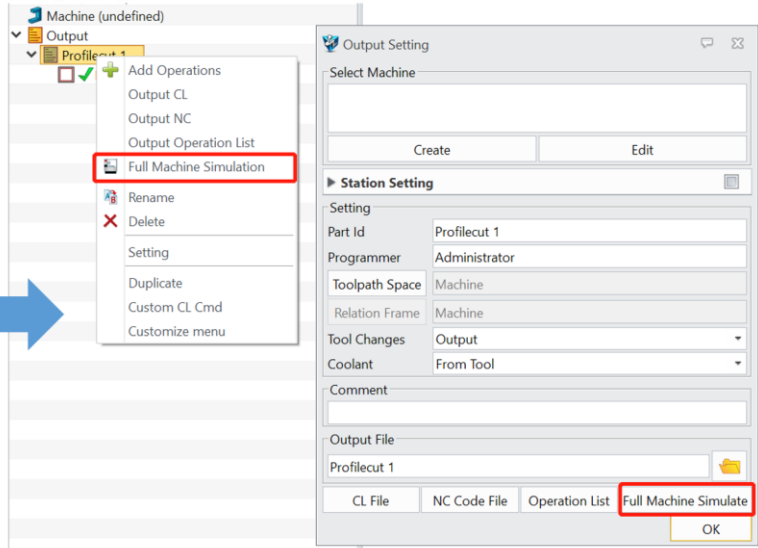 Machine (undefined)
Output
Profilecut 1
Add Operations
Output CL
Output NC
Output Operation List
Full Machine Simulation
Rename
Delete
Setting
Duplicate
Custom CL Cmd
Customize menu
Output Setting
Select Machine
Create
Edit
Station Setting
Setting
Part Id
Profilecut 1
Programmer
Administrator
Toolpath Space
Machine
Relation Frame
Machine
Tool Changes
Output
Coolant
From Tool
Comment
Output File
Profilecut 1
CL File
NC Code File
Operation List
Full Machine Simulate
OK